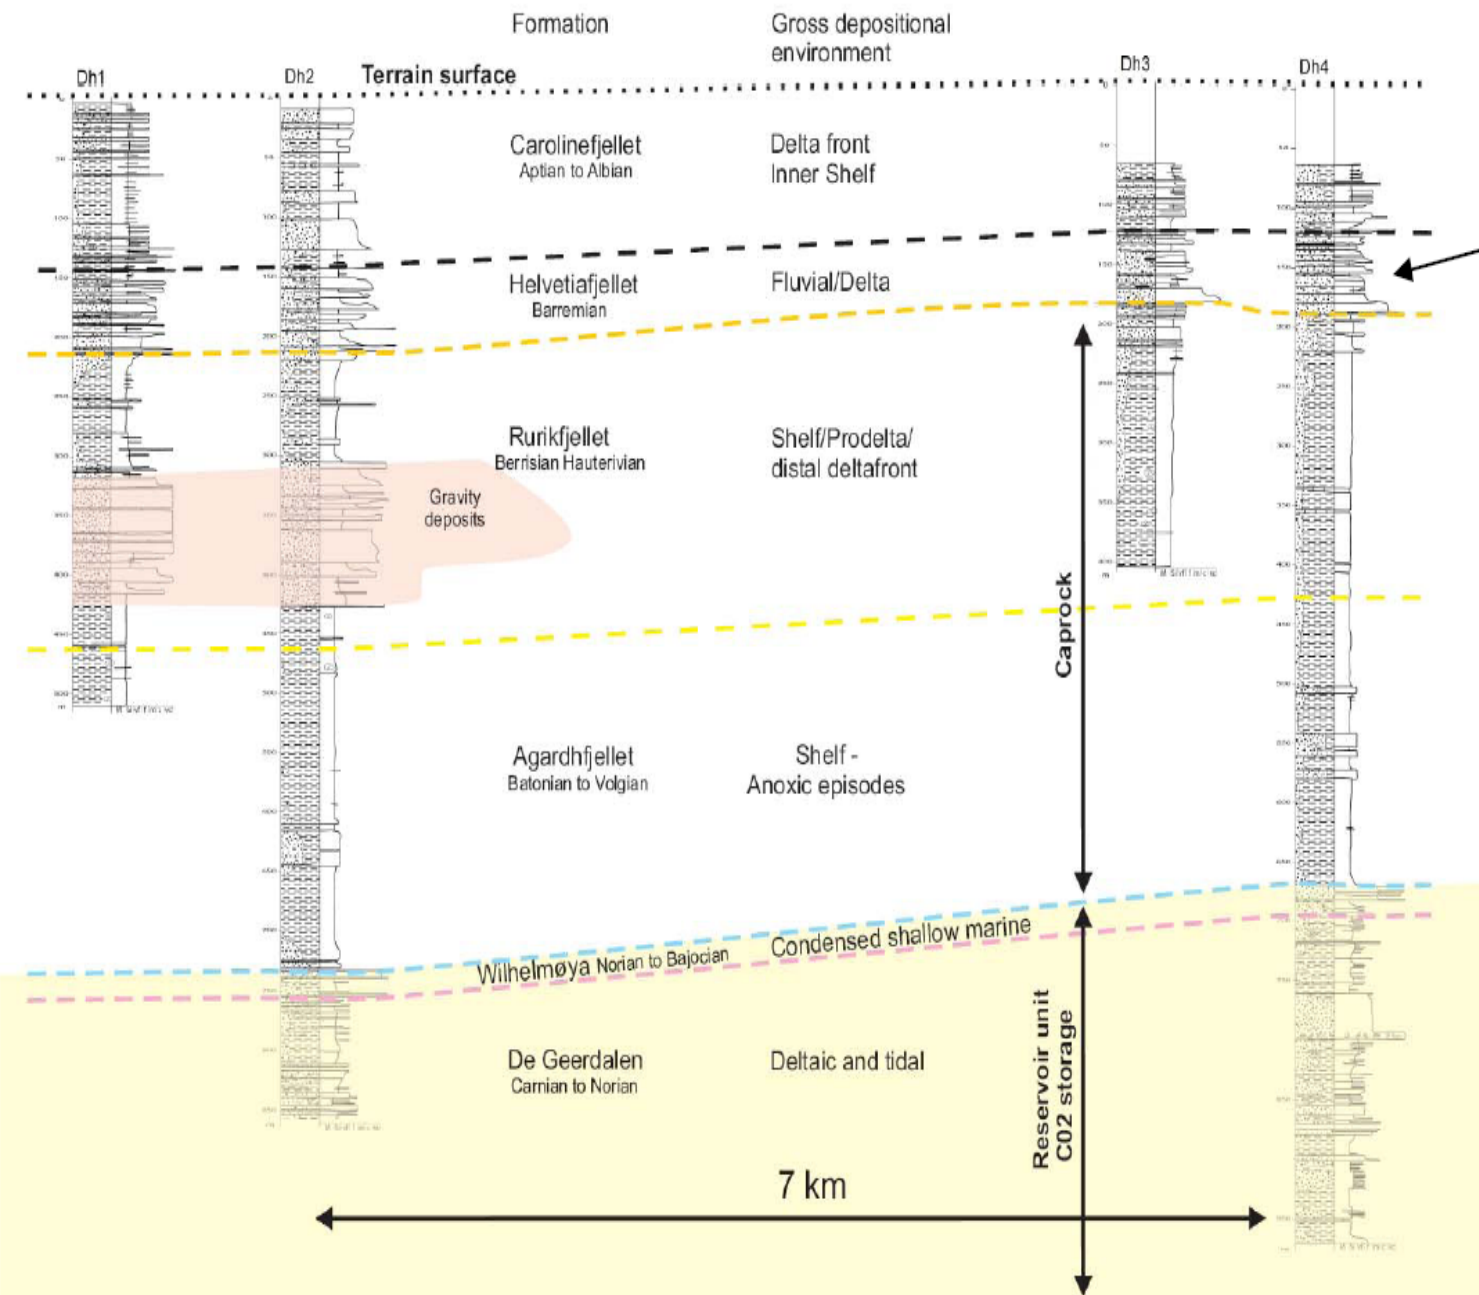 Formation
Gross depositional
environment
Dh1
Dh2
Terrain surface
Dh3
Dh4
Carolinefjellet
Aptian to Albian
Delta front
Inner Shelf
Helvetiafjellet
Barremian
Fluvial/Delta
Rurikfjellet
Berrisian Hauterivian
Shelf/Prodelta/
distal deltafront
Gravity
deposits
Caprock
Agardhfjellet
Batonian to Volgian
Shelf -
Anoxic episodes
Wilhelmøya Norian to Bajocian
Condensed shallow marine
De Geerdalen
Carnian to Norian
Deltaic and tidal
Reservoir unit
C02 storage
7 km